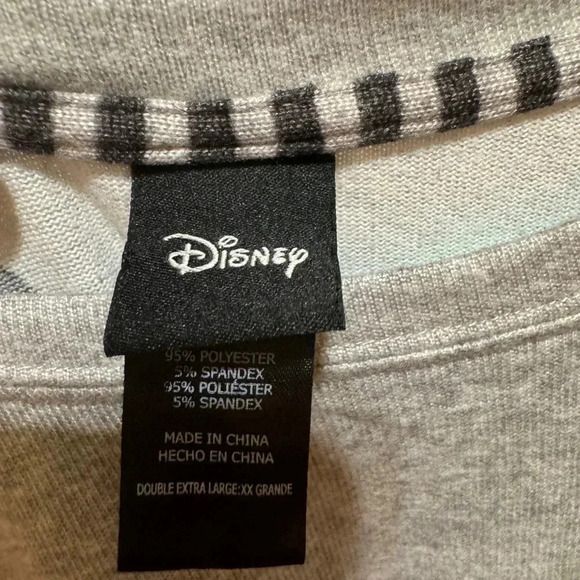 Disney
95% POLYESTER
5% SPANDEX
95% POLIÉSTER
5% SPANDEX
MADE IN CHINA
HECHO EN CHINA
DOUBLE EXTRA LARGE:XX GRANDE